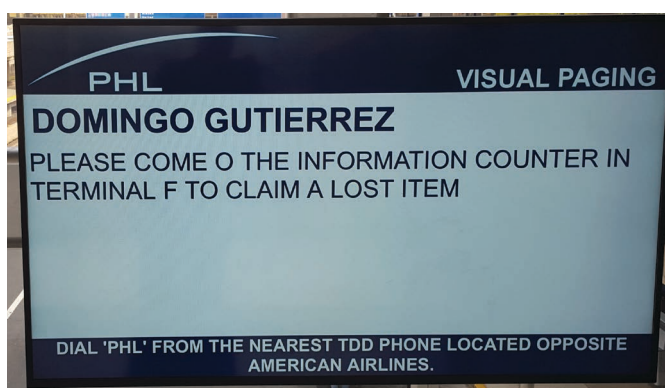 PHL
VISUAL PAGING
DOMINGO GUTIERREZ
PLEASE COME O THE INFORMATION COUNTER IN
TERMINAL F TO CLAIM A LOST ITEM
DIAL 'PHL' FROM THE NEAREST TDD PHONE LOCATED OPPOSITE
AMERICAN AIRLINES.